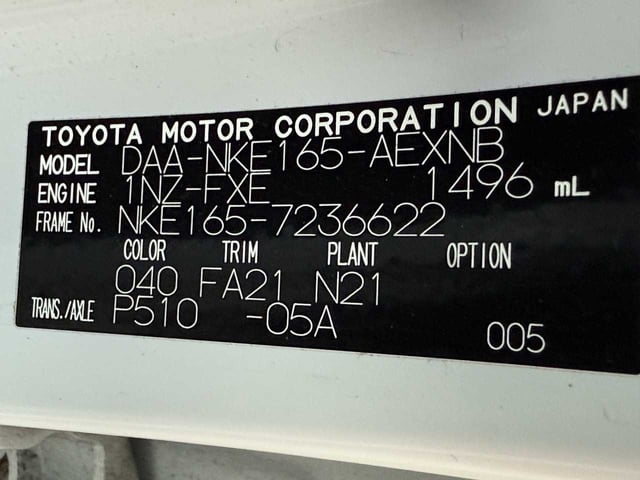 TOYOTA MOTOR CORPORATION JAPAN
MODEL DAA-NKE165-AEXNB
ENGINE 1NZ-FXE 1496 mL
FRAME No. NKE165-7236622
COLOR TRIM PLANT OPTION
040 FA21 N21
TRANS./AXLE P510 -05A
005